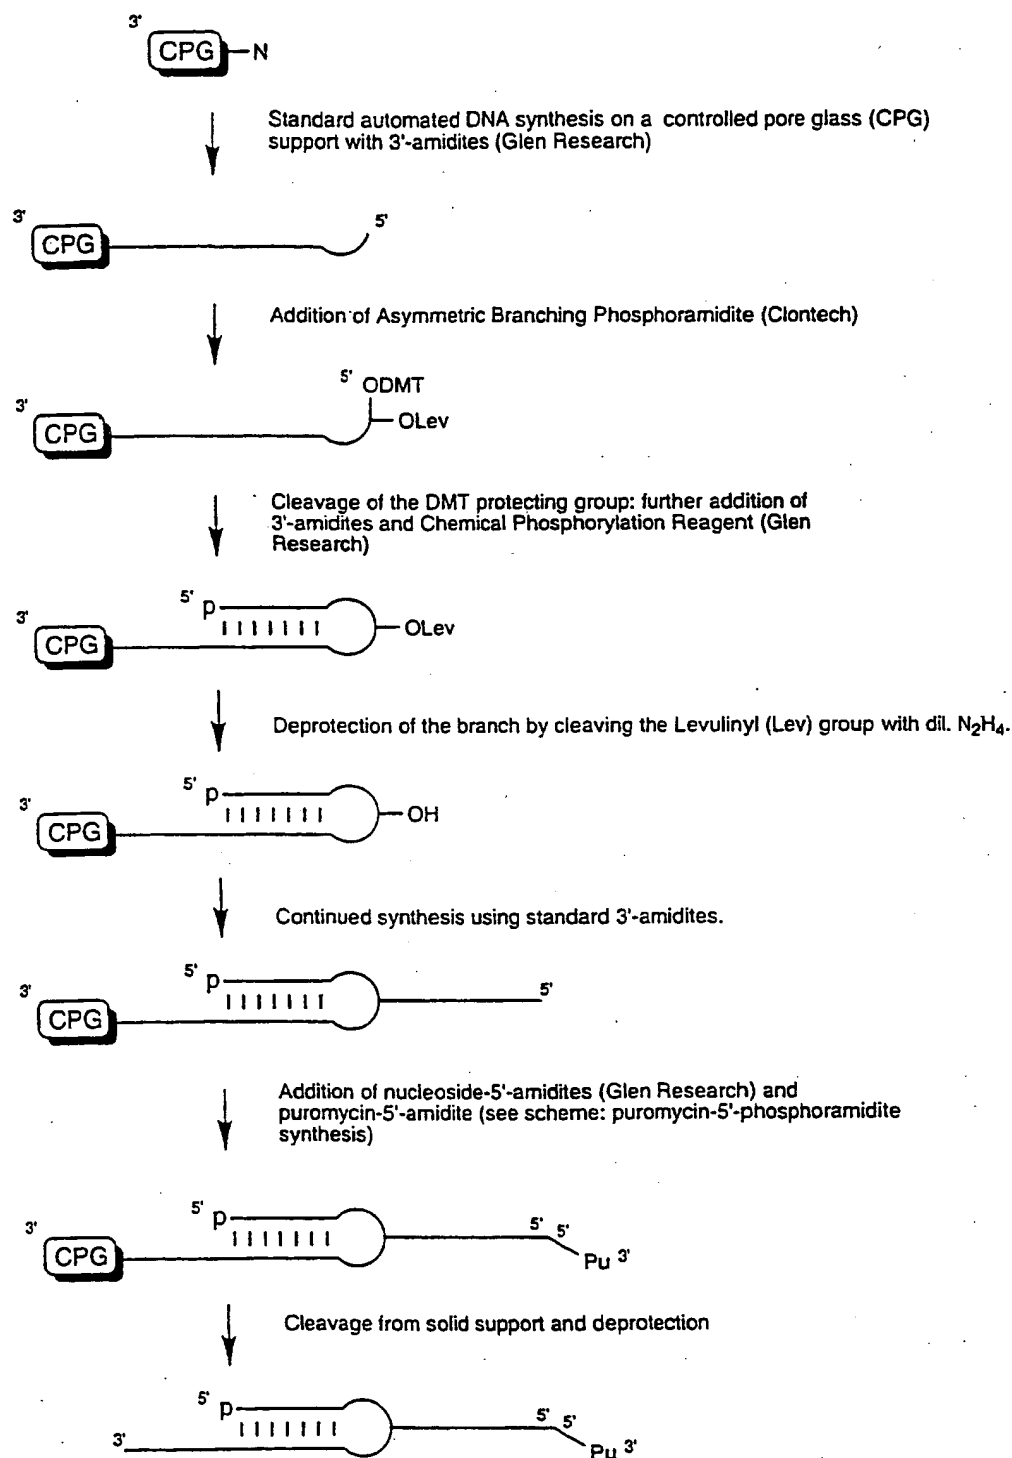 3'
CPG N
Standard automated DNA synthesis on a controlled pore glass (CPG)
support with 3'-amidites (Glen Research)
3' 5'
CPG
Addition of Asymmetric Branching Phosphoramidite (Clontech)
5' ODMT
3'
OLev
CPG
Cleavage of the DMT protecting group: further addition of
3'-amidites and Chemical Phosphorylation Reagent (Glen
Research)
5' p
3'
OLev
CPG
Deprotection of the branch by cleaving the Levulinyl (Lev) group with dil. N₂H₄.
5' p
3'
OH
CPG
Continued synthesis using standard 3'-amidites.
5' p
3' 5'
CPG
Addition of nucleoside-5'-amidites (Glen Research) and
puromycin-5'-amidite (see scheme: puromycin-5'-phosphoramidite
synthesis)
5' p 5' 5'
3'
CPG Pu 3'
Cleavage from solid support and deprotection
5' p 5' 5'
3' Pu 3'